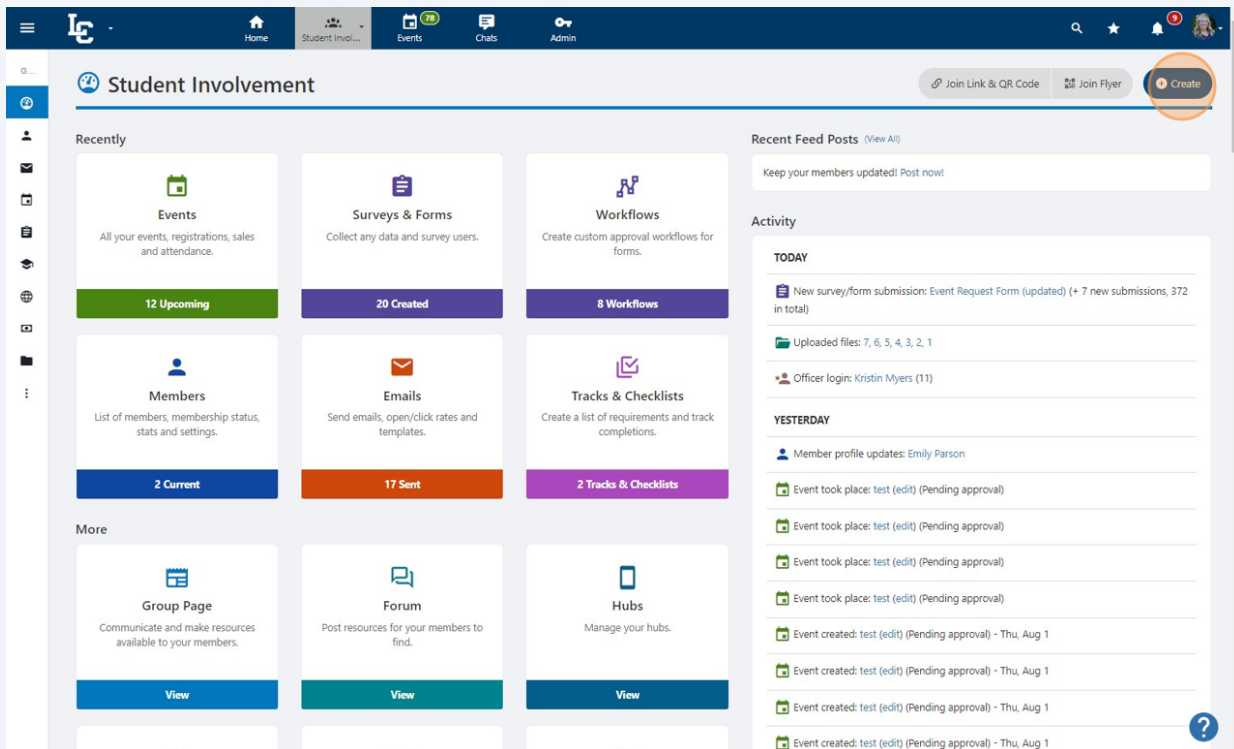 LC
Home
Student Invol...
78
Events
Chats
Admin
9
G...
Student Involvement
Join Link & QR Code
Join Flyer
Create
Recently
Events
All your events, registrations, sales
and attendance.
12 Upcoming
Surveys & Forms
Collect any data and survey users.
20 Created
Workflows
Create custom approval workflows for
forms.
8 Workflows
Members
List of members, membership status,
stats and settings.
2 Current
Emails
Send emails, open/click rates and
templates.
17 Sent
Tracks & Checklists
Create a list of requirements and track
completions.
2 Tracks & Checklists
More
Group Page
Communicate and make resources
available to your members.
View
Forum
Post resources for your members to
find.
View
Hubs
Manage your hubs.
View
Recent Feed Posts (View All)
Keep your members updated! Post now!
Activity
TODAY
New survey/form submission: Event Request Form (updated) (+ 7 new submissions, 372
in total)
Uploaded files: 7, 6, 5, 4, 3, 2, 1
Officer login: Kristin Myers (11)
YESTERDAY
Member profile updates: Emily Parson
Event took place: test (edit) (Pending approval)
Event took place: test (edit) (Pending approval)
Event took place: test (edit) (Pending approval)
Event took place: test (edit) (Pending approval)
Event created: test (edit) (Pending approval) - Thu, Aug 1
Event created: test (edit) (Pending approval) - Thu, Aug 1
Event created: test (edit) (Pending approval) - Thu, Aug 1
Event created: test (edit) (Pending approval) - Thu, Aug 1
?